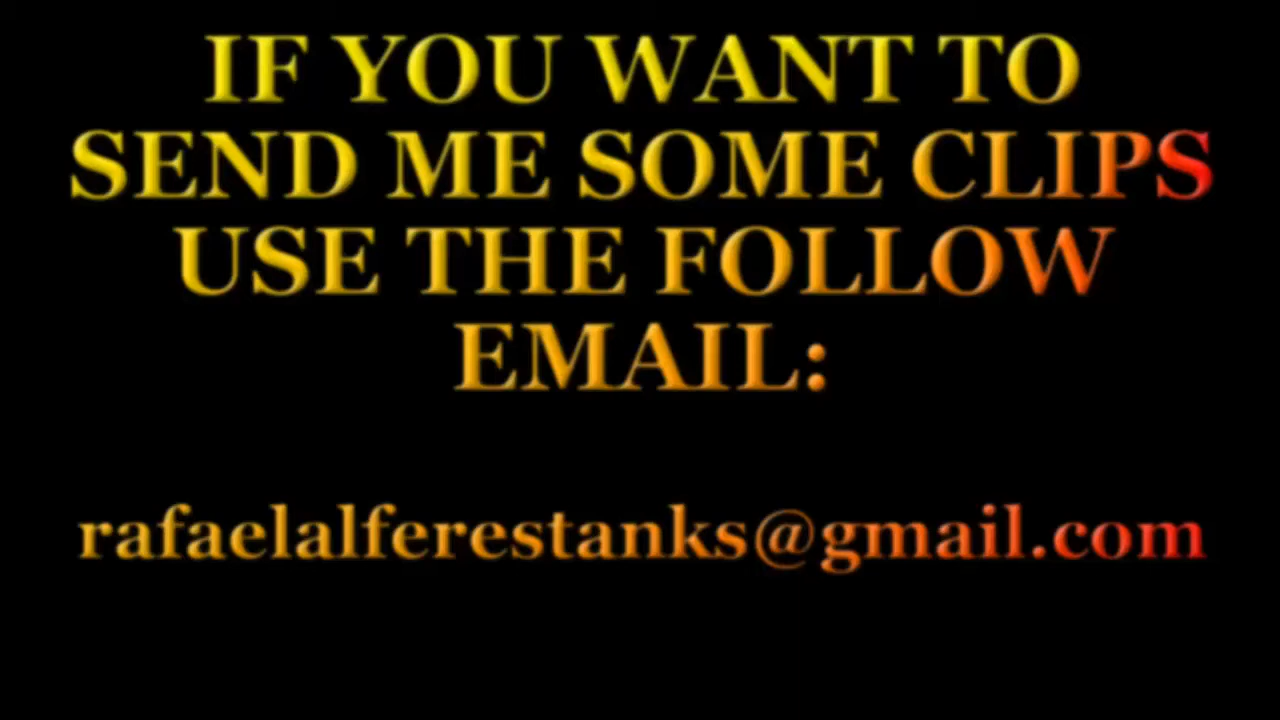 IF YOU WANT TO
SEND ME SOME CLIPS
USE THE FOLLOW
EMAIL:
rafaelalferestanks@gmail.com